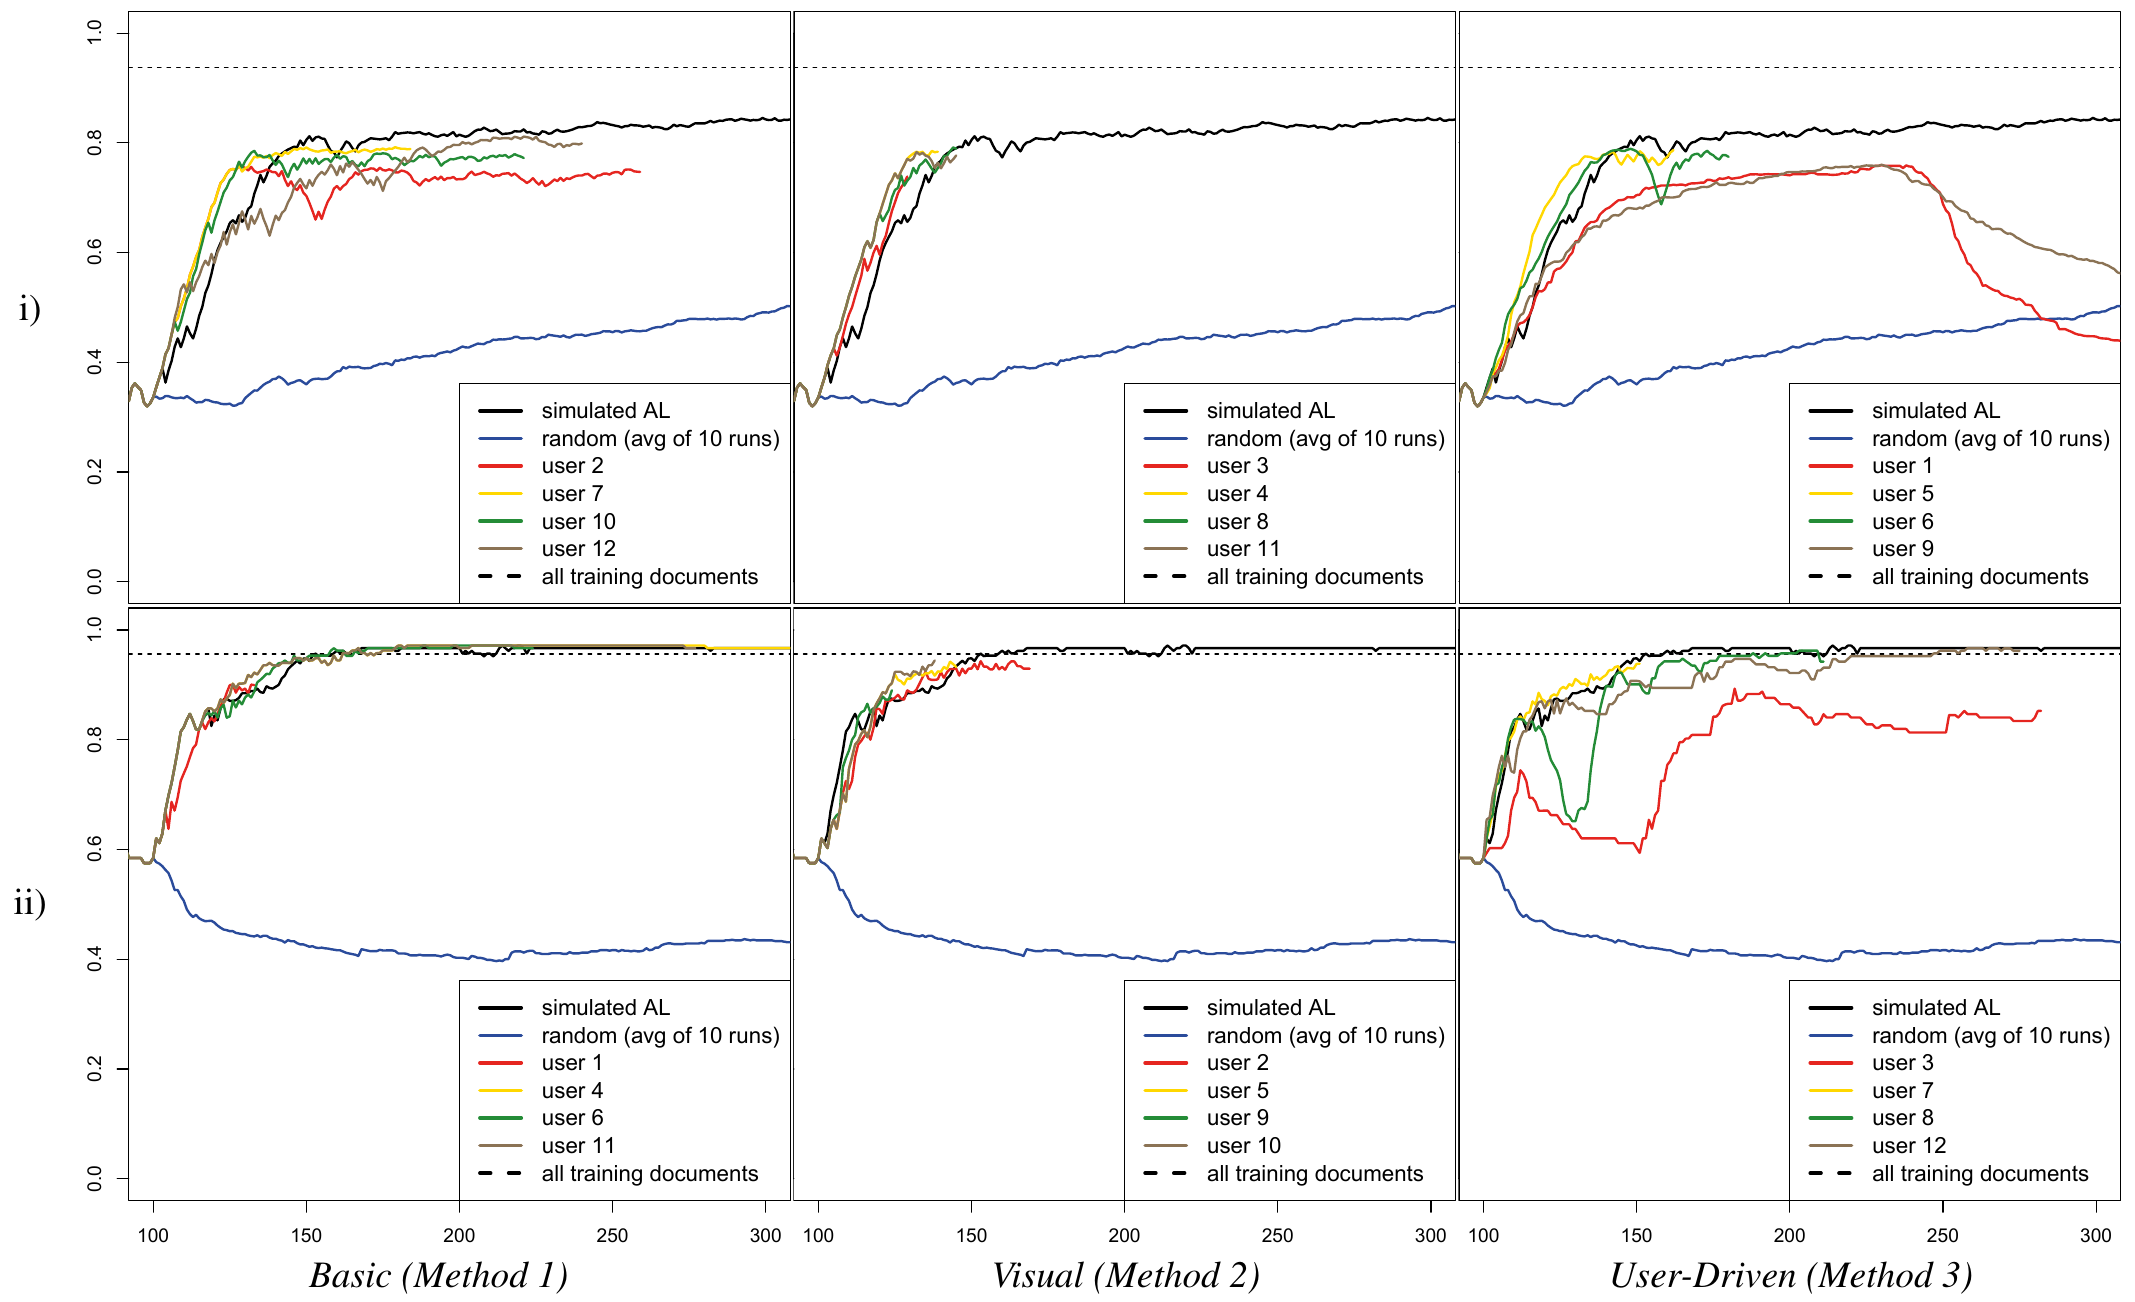 1.0
0.8
0.6
0.4
0.2
0.0
i)
simulated AL
random (avg of 10 runs)
user 2
user 7
user 10
user 12
all training documents
simulated AL
random (avg of 10 runs)
user 3
user 4
user 8
user 11
all training documents
simulated AL
random (avg of 10 runs)
user 1
user 5
user 6
user 9
all training documents
1.0
0.8
0.6
0.4
0.2
0.0
ii)
simulated AL
random (avg of 10 runs)
user 1
user 4
user 6
user 11
all training documents
simulated AL
random (avg of 10 runs)
user 2
user 5
user 9
user 10
all training documents
simulated AL
random (avg of 10 runs)
user 3
user 7
user 8
user 12
all training documents
100 150 200 250 300
100 150 200 250 300
100 150 200 250 300
Basic (Method 1)
Visual (Method 2)
User-Driven (Method 3)